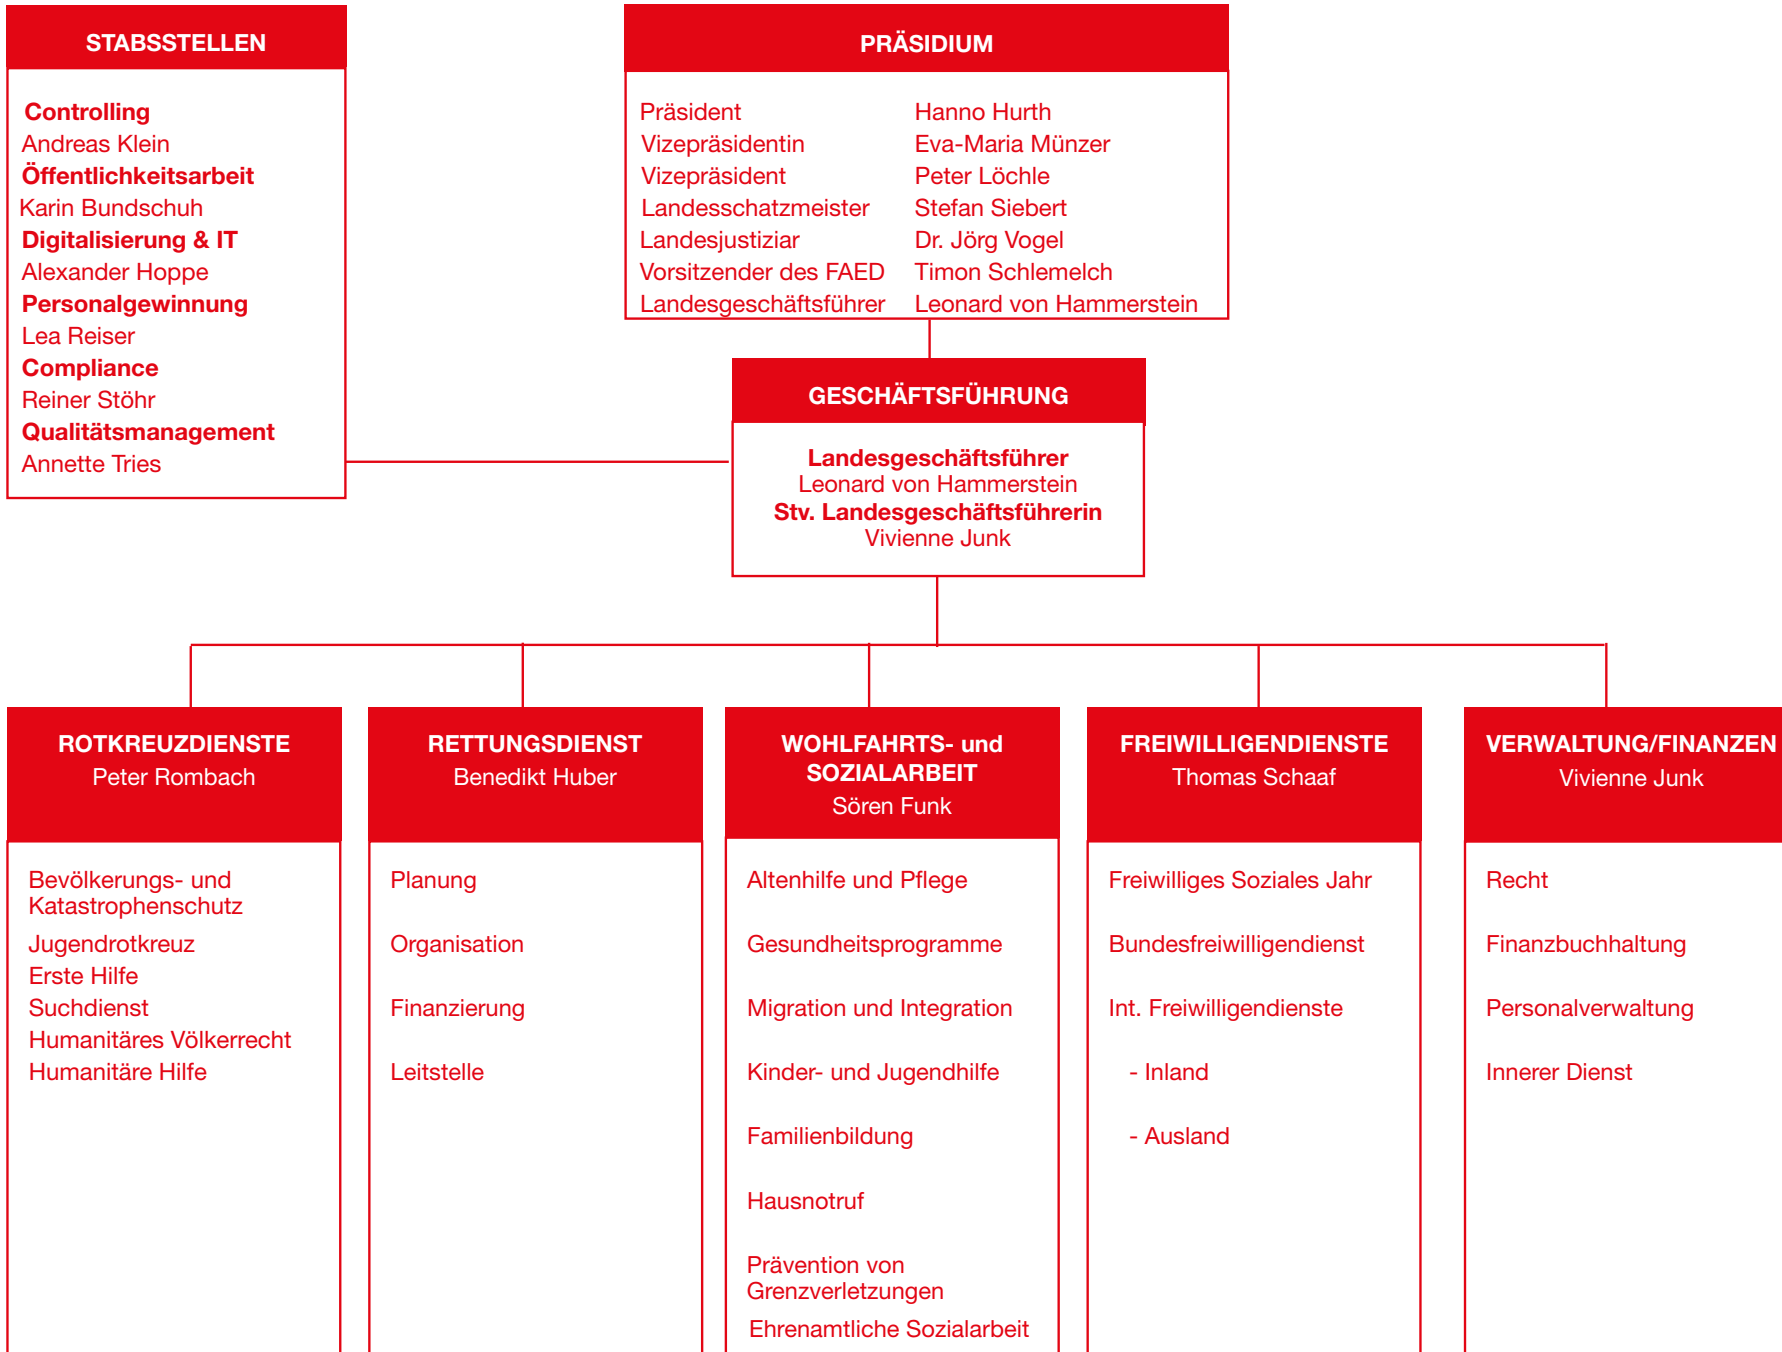 STABSSTELLEN
Controlling
Andreas Klein
Öffentlichkeitsarbeit
Karin Bundschuh
Digitalisierung & IT
Alexander Hoppe
Personalgewinnung
Lea Reiser
Compliance
Reiner Stöhr
Qualitätsmanagement
Annette Tries
PRÄSIDIUM
Präsident Hanno Hurth
Vizepräsidentin Eva-Maria Münzer
Vizepräsident Peter Löchle
Landesschatzmeister Stefan Siebert
Landesjustiziar Dr. Jörg Vogel
Vorsitzender des FAED Timon Schlemelch
Landesgeschäftsführer Leonard von Hammerstein
GESCHÄFTSFÜHRUNG
Landesgeschäftsführer
Leonard von Hammerstein
Stv. Landesgeschäftsführerin
Vivienne Junk
ROTKREUZDIENSTE
Peter Rombach
Bevölkerungs- und
Katastrophenschutz
Jugendrotkreuz
Erste Hilfe
Suchdienst
Humanitäres Völkerrecht
Humanitäre Hilfe
RETTUNGSDIENST
Benedikt Huber
Planung
Organisation
Finanzierung
Leitstelle
WOHLFAHRTS- und
SOZIALARBEIT
Sören Funk
Altenhilfe und Pflege
Gesundheitsprogramme
Migration und Integration
Kinder- und Jugendhilfe
Familienbildung
Hausnotruf
Prävention von
Grenzverletzungen
Ehrenamtliche Sozialarbeit
FREIWILLIGENDIENSTE
Thomas Schaaf
Freiwilliges Soziales Jahr
Bundesfreiwilligendienst
Int. Freiwilligendienste
- Inland
- Ausland
VERWALTUNG/FINANZEN
Vivienne Junk
Recht
Finanzbuchhaltung
Personalverwaltung
Innerer Dienst